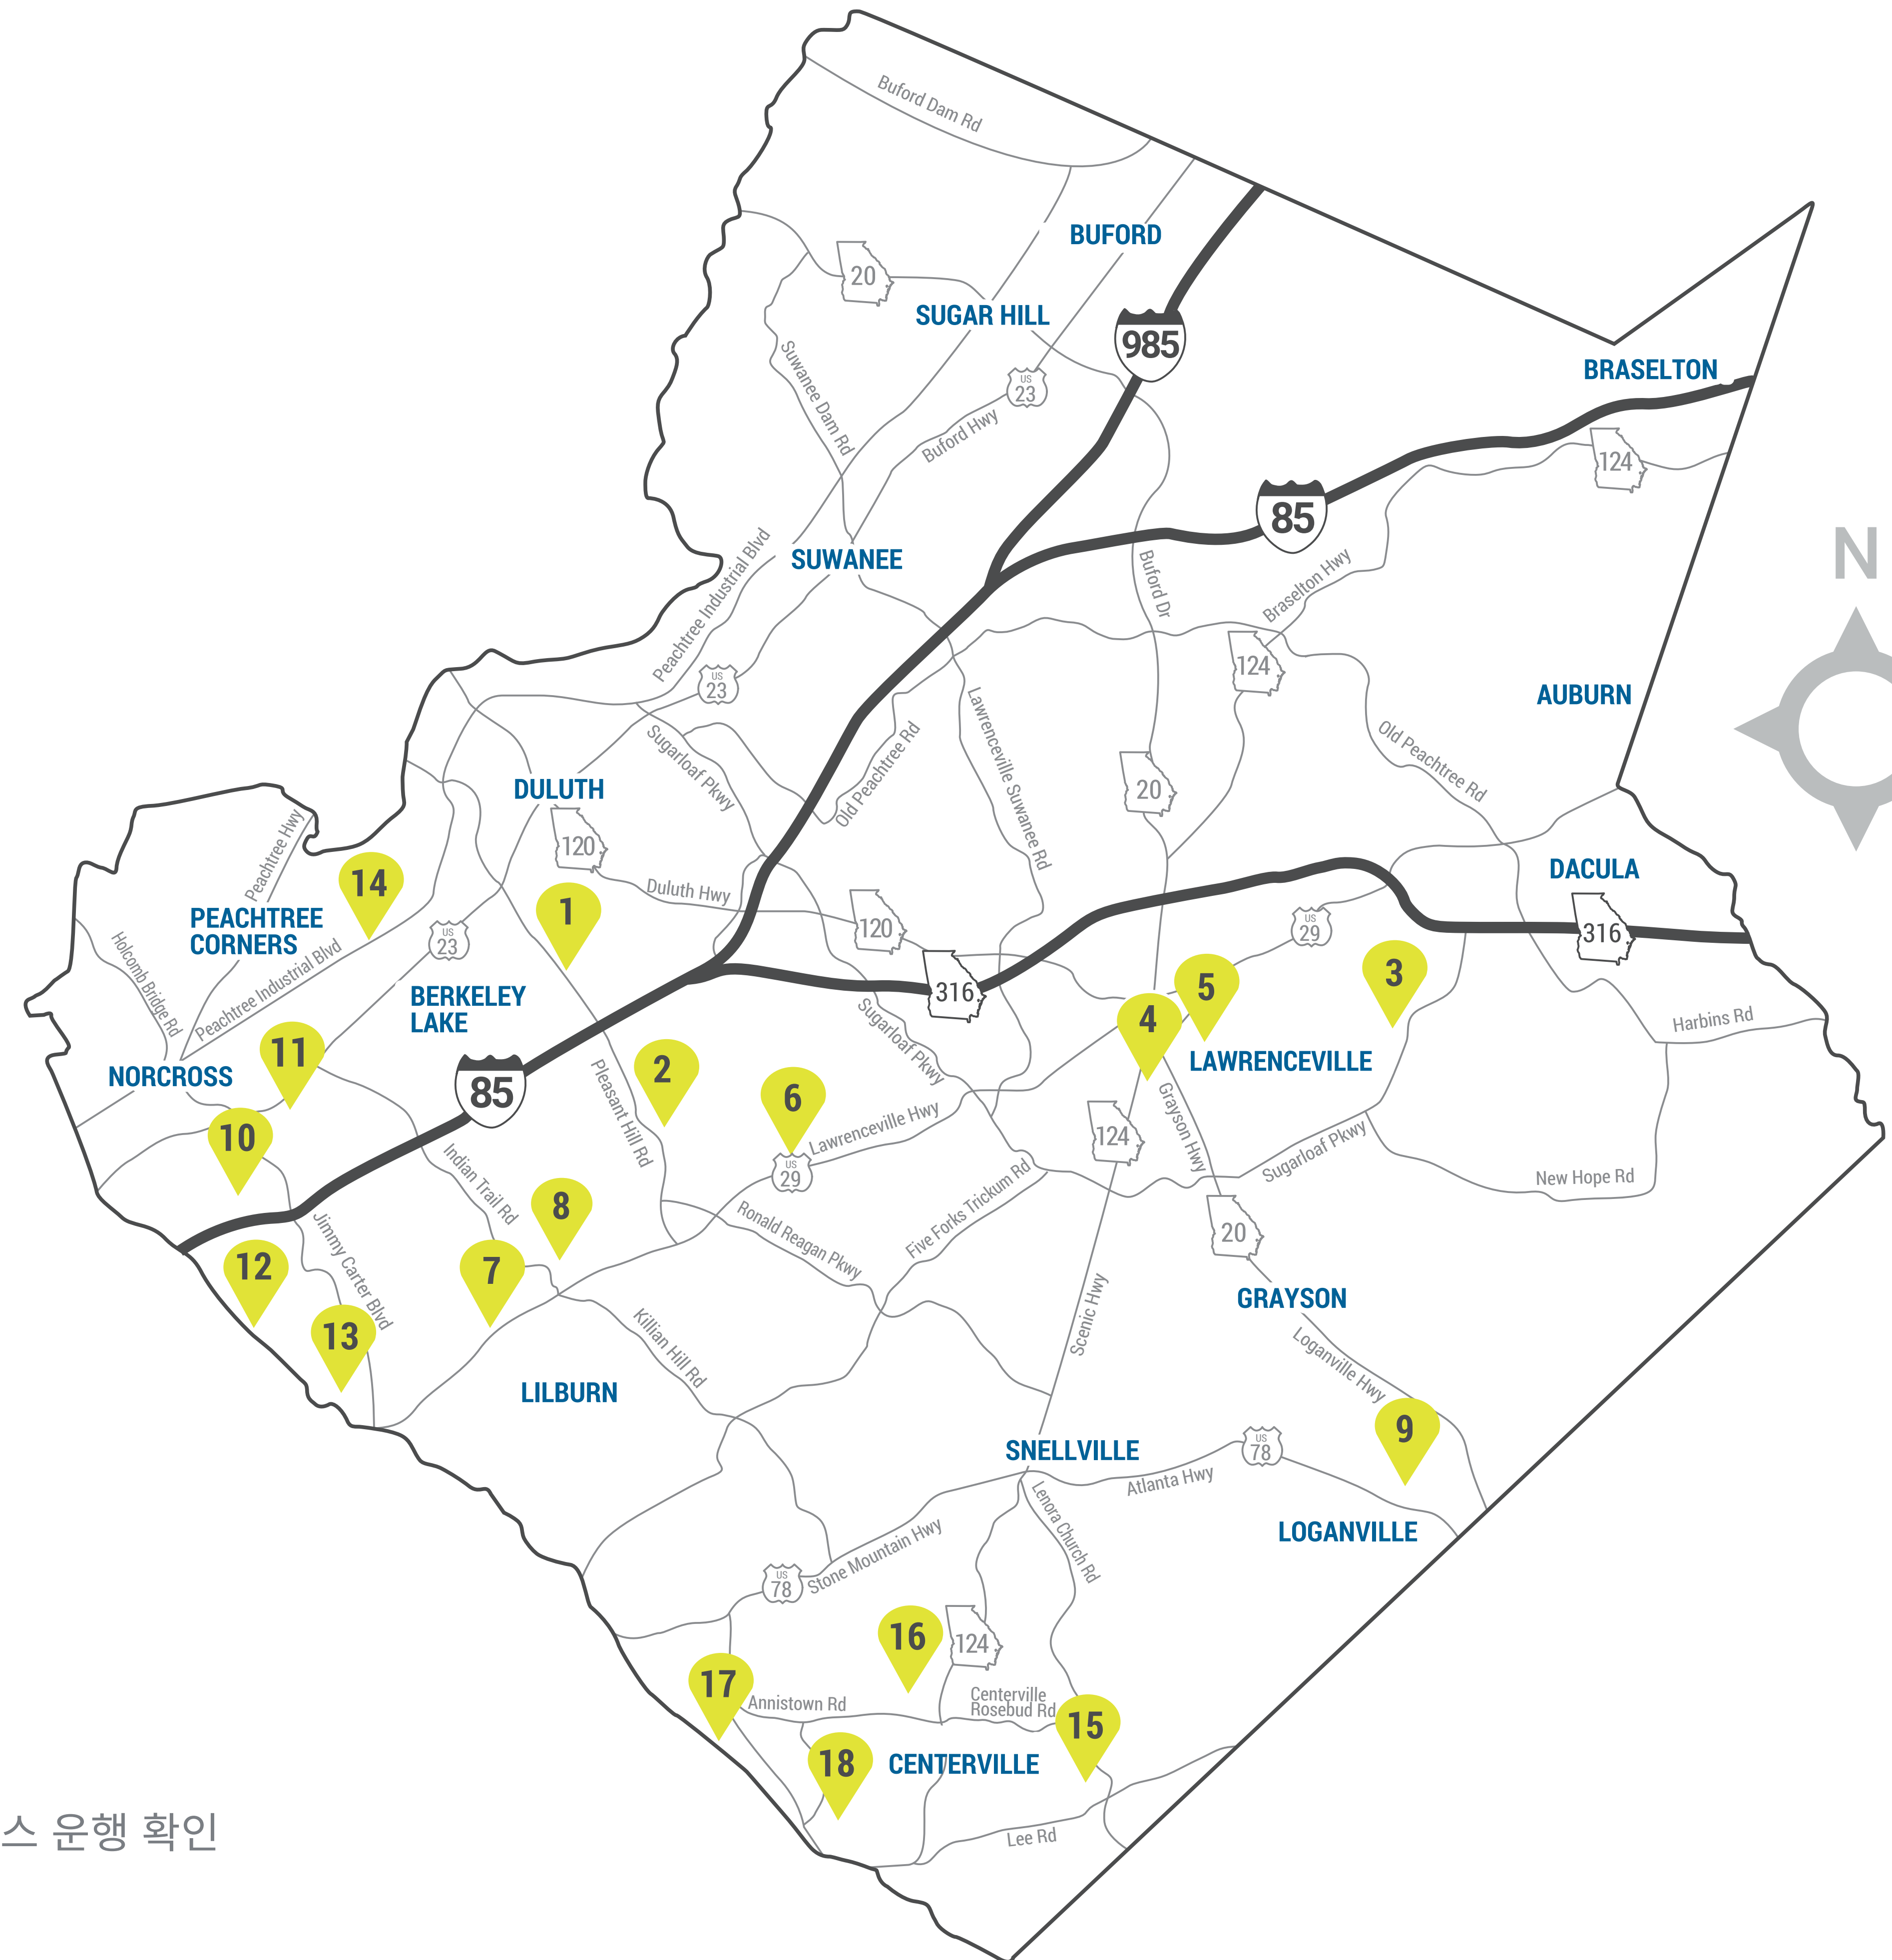 Buford Dam Rd
BUFORD
20
SUGAR HILL
985
BRASELTON
Suwanee Dam Rd
US
23
Buford Hwy
124
85
N
SUWANEE
Peachtree Industrial Blvd
Buford Dr
Braselton Hwy
124
US
23
AUBURN
Lawrenceville Suwanee Rd
Old Peachtree Rd
Sugarloaf Pkwy
Old Peachtree Rd
DULUTH
20
120
Peachtree Hwy
14
DACULA
Duluth Hwy
1
PEACHTREE
CORNERS
120
US
23
US
29
316
Holcomb Bridge Rd
Peachtree Industrial Blvd
BERKELEY
LAKE
316
5
3
4
Sugarloaf Pkwy
Harbins Rd
11
LAWRENCEVILLE
NORCROSS
2
85
6
Pleasant Hill Rd
Lawrenceville Hwy
Grayson Hwy
10
124
Indian Trail Rd
US
29
Sugarloaf Pkwy
New Hope Rd
8
Ronald Reagan Pkwy
Five Forks Trickum Rd
20
Jimmy Carter Blvd
12
7
GRAYSON
Scenic Hwy
13
Killian Hill Rd
Loganville Hwy
LILBURN
9
SNELLVILLE
US
78
Atlanta Hwy
Lenora Church Rd
LOGANVILLE
Stone Mountain Hwy
US
78
16
124
17
Annistown Rd
Centerville
Rosebud Rd
15
18
CENTERVILLE
스 운행 확인
Lee Rd